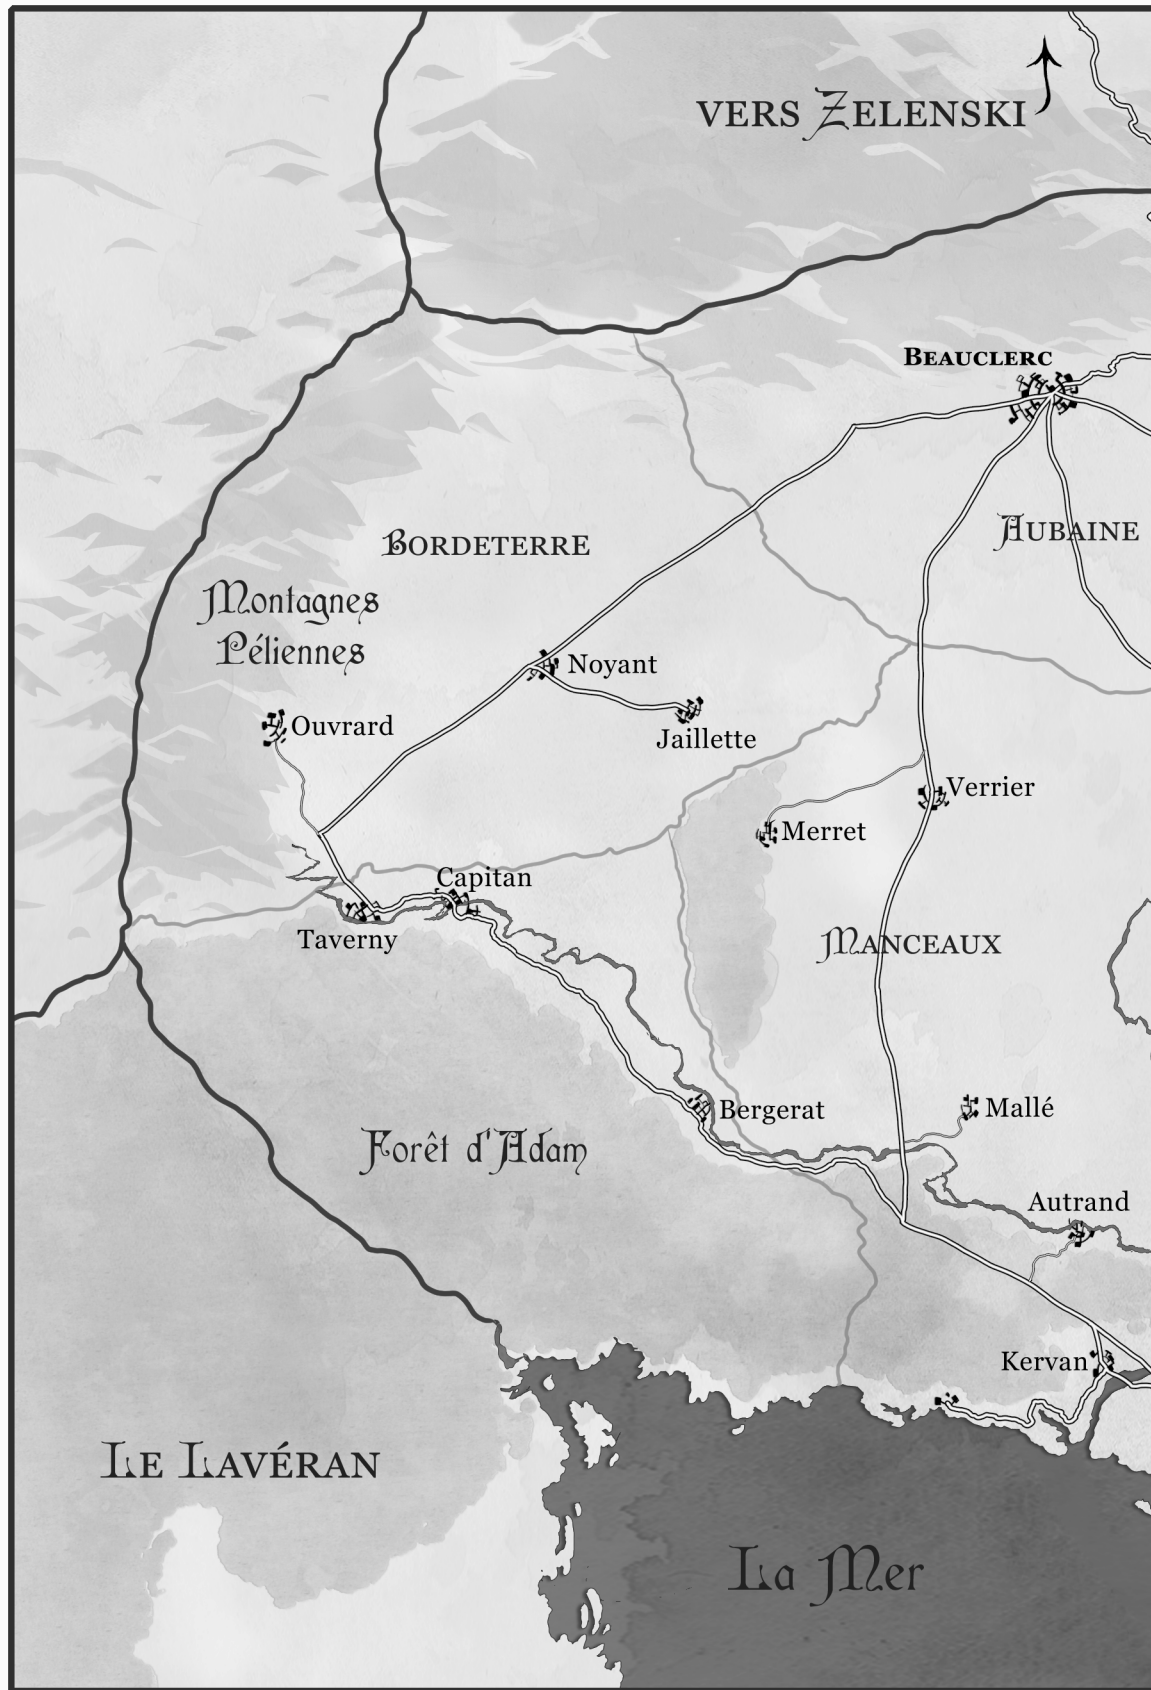 VERS ZELENSKI
BEAUCLERC
AUBAINE
BORDETERRE
Montagnes
Péliennes
Noyant
Ouvrard
Jaillette
Verrier
Merret
Capitan
Taverny
MANCEAUX
Bergerat
Mallé
Forêt d'Adam
Autrand
Kervan
LE LAVÉRAN
La Mer